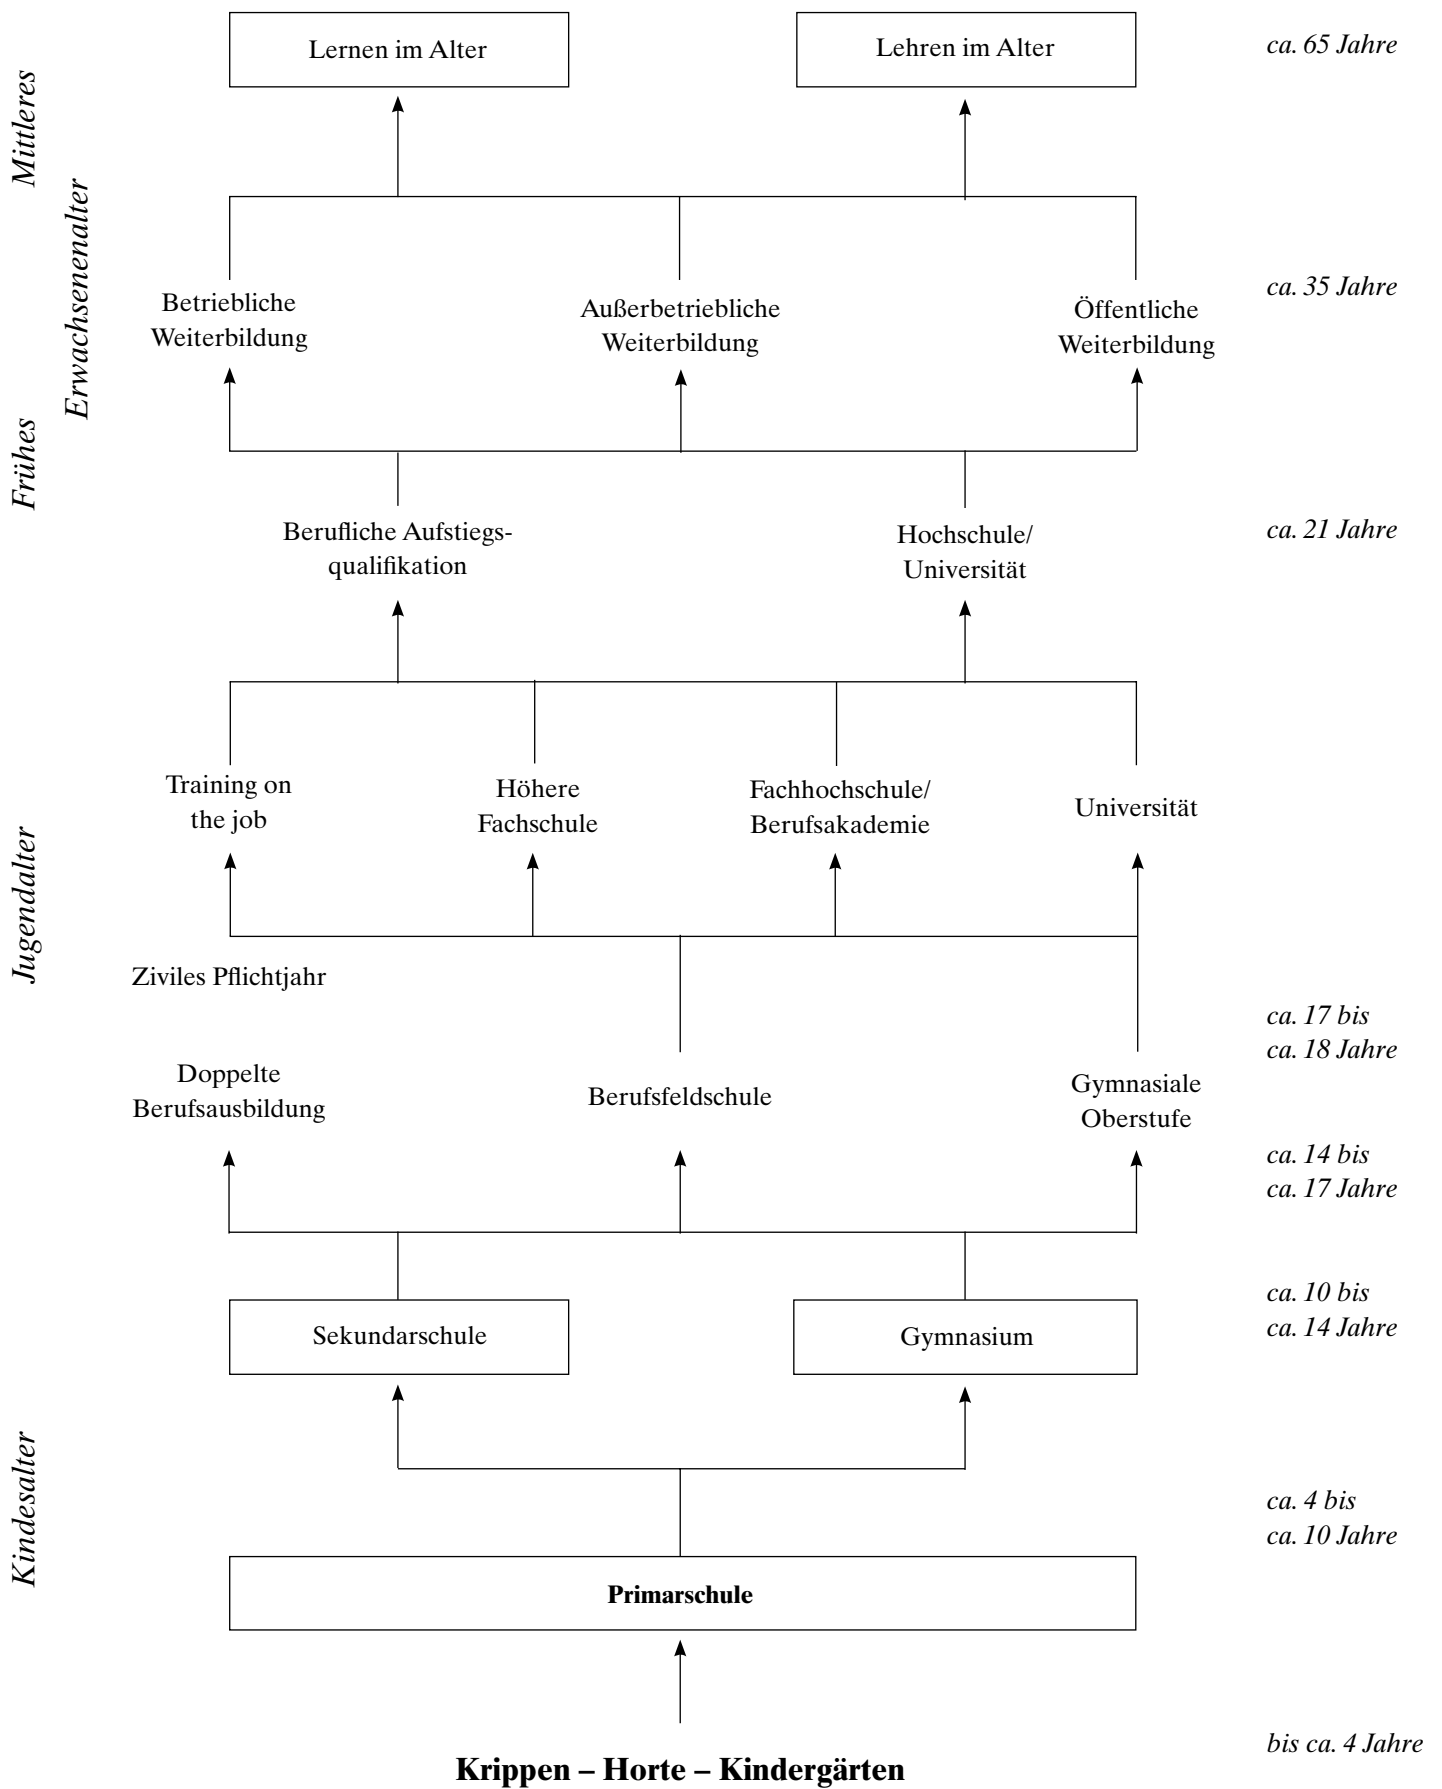 Lernen im Alter
Lehren im Alter
ca. 65 Jahre
Mittleres
Erwachsenenalter
Betriebliche
Weiterbildung
Außerbetriebliche
Weiterbildung
Öffentliche
Weiterbildung
ca. 35 Jahre
Frühes
Berufliche Aufstiegs-
qualifikation
Hochschule/
Universität
ca. 21 Jahre
Training on
the job
Höhere
Fachschule
Fachhochschule/
Berufsakademie
Universität
Jugendalter
Ziviles Pflichtjahr
ca. 17 bis
ca. 18 Jahre
Doppelte
Berufsausbildung
Berufsfeldschule
Gymnasiale
Oberstufe
ca. 14 bis
ca. 17 Jahre
Sekundarschule
Gymnasium
ca. 10 bis
ca. 14 Jahre
Kindesalter
ca. 4 bis
ca. 10 Jahre
Primarschule
Krippen – Horte – Kindergärten
bis ca. 4 Jahre